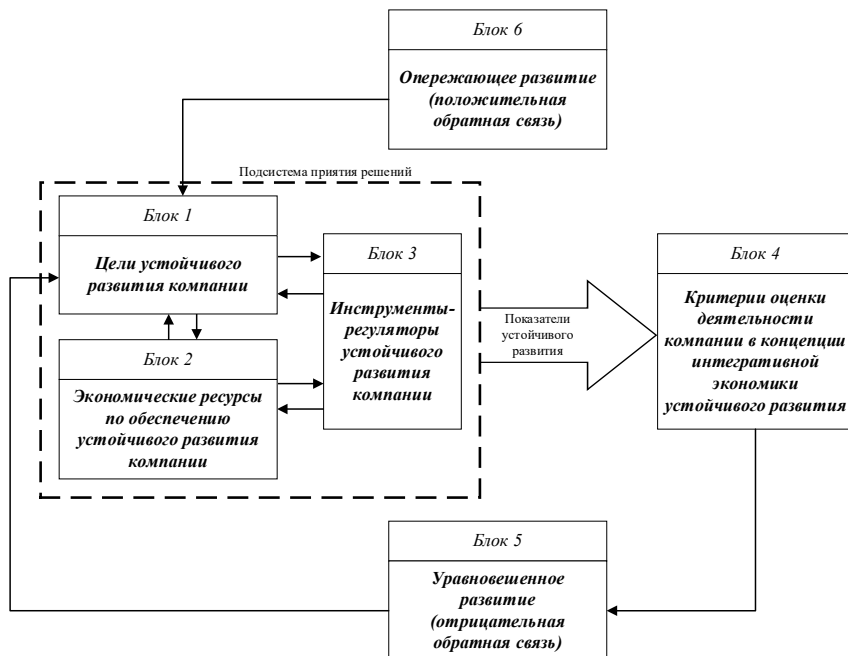 Блок 6
Опережающее развитие
(положительная
обратная связь)
Подсистема приятия решений
Блок 1
Цели устойчивого
развития компании
Блок 3
Инструменты-
регуляторы
устойчивого
развития
компании
Блок 2
Экономические ресурсы
по обеспечению
устойчивого развития
компании
Показатели
устойчивого
развития
Блок 4
Критерии оценки
деятельности
компании в концепции
интегративной
экономики
устойчивого развития
Блок 5
Уравновешенное
развитие
(отрицательная
обратная связь)